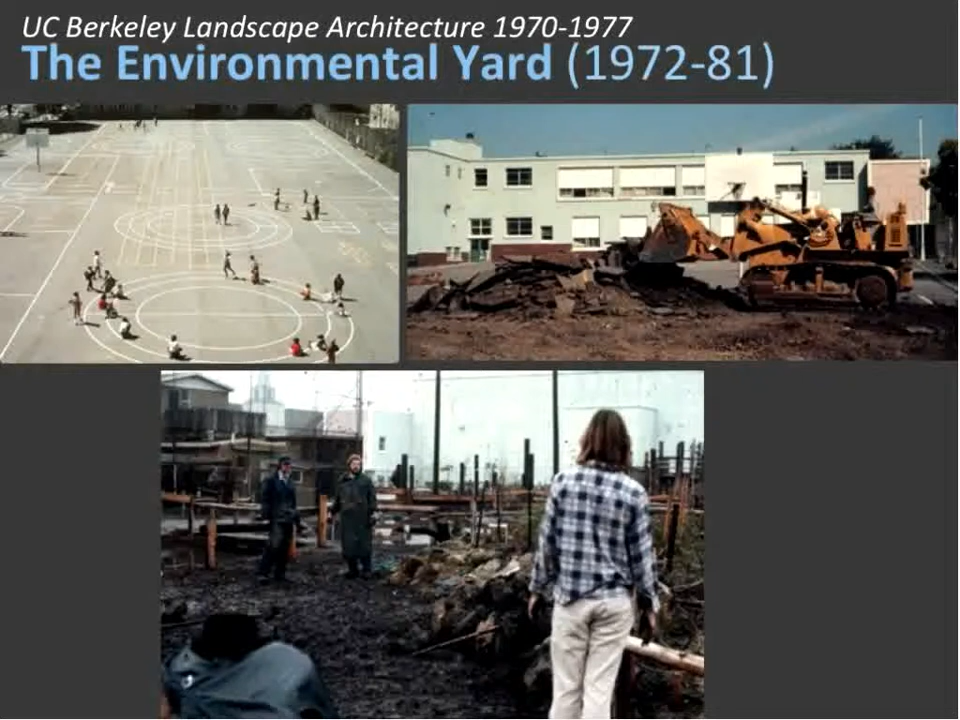 UC Berkeley Landscape Architecture 1970-1977
The Environmental Yard (1972-81)